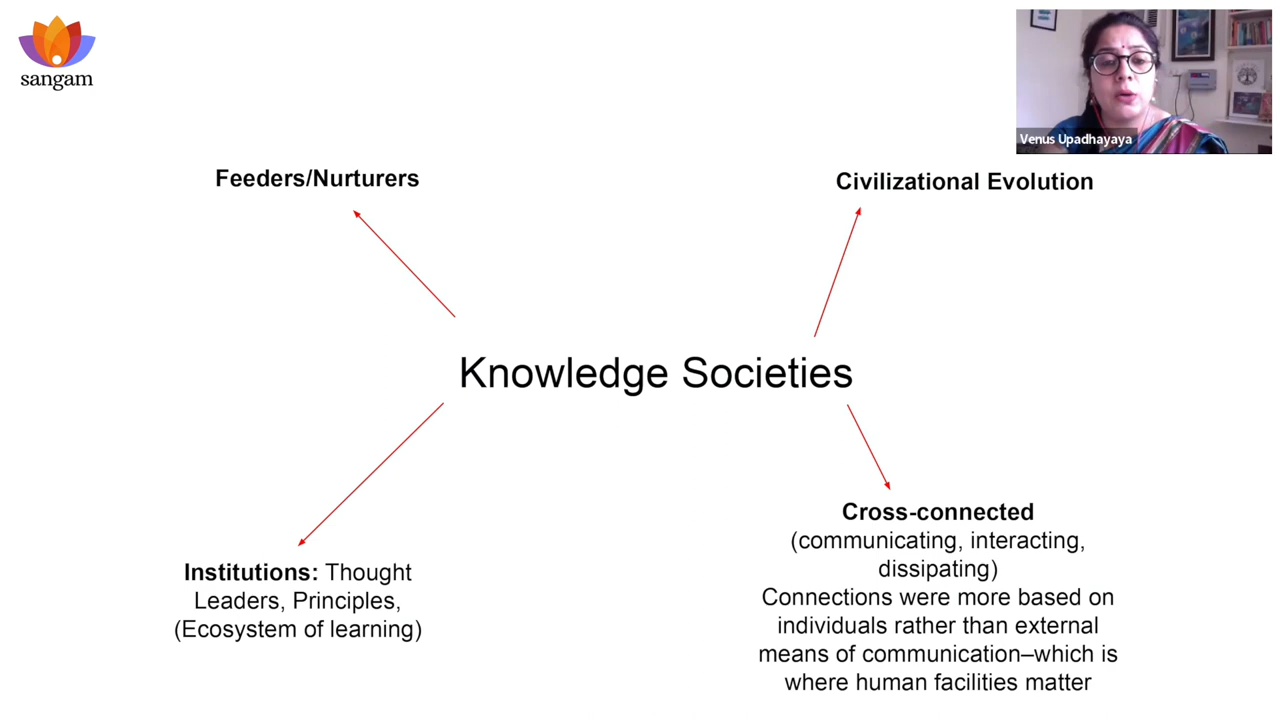 sangam
Venus Upadhayaya
Feeders/Nurturers
Civilizational Evolution
Knowledge Societies
Institutions: Thought
Leaders, Principles,
(Ecosystem of learning)
Cross-connected
(communicating, interacting,
dissipating)
Connections were more based on
individuals rather than external
means of communication–which is
where human facilities matter